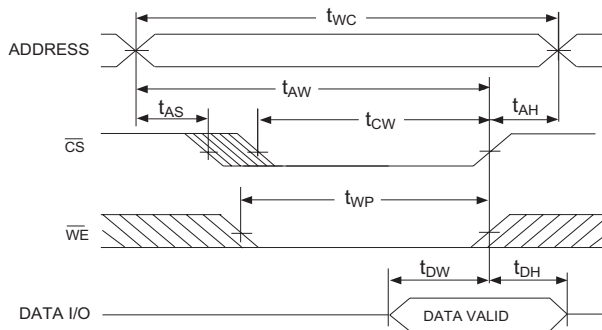 tWC
ADDRESS
tAW
tAS
tCW
tAH
CS
tWP
WE
tDW
tDH
DATA I/O
DATA VALID